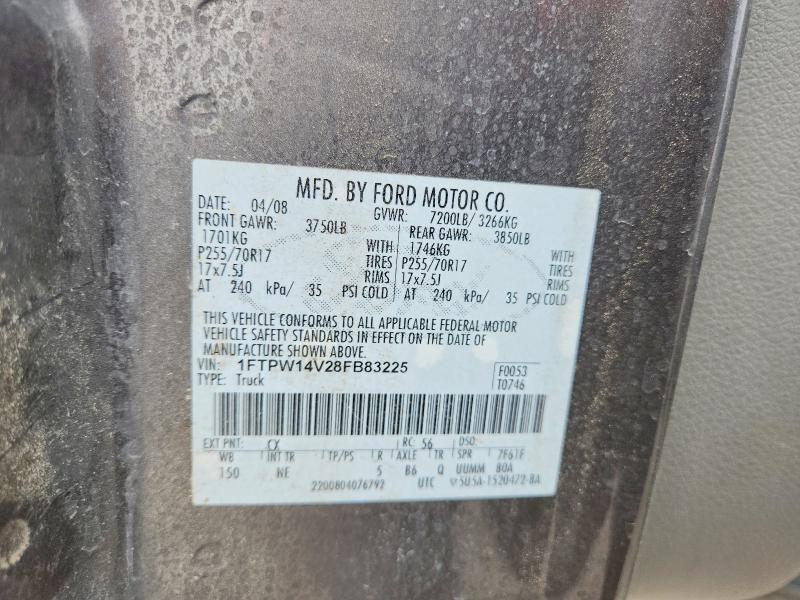 MFD. BY FORD MOTOR CO.
DATE: 04/08 GVWR: 7200LB/ 3266KG
FRONT GAWR: 3750LB REAR GAWR: 3850LB
1701KG WITH 1746KG WITH
P255/70R17 TIRES P255/70R17 TIRES
17x7.5J RIMS 17x7.5J RIMS
AT 240 kPa/ 35 PSI COLD AT 240 kPa/ 35 PSI COLD
THIS VEHICLE CONFORMS TO ALL APPLICABLE FEDERAL MOTOR
VEHICLE SAFETY STANDARDS IN EFFECT ON THE DATE OF
MANUFACTURE SHOWN ABOVE.
VIN: 1FTPW14V28FB83225 F0053
TYPE: Truck T0746
EXT PNT: CX RC: 56 DSO:
WB INT TR TP/PS R AXLE TR SPR 7F61F
150 NE 5 B6 Q UUMM BOA
2200804076792 UTC 5U5A-1520472-BA